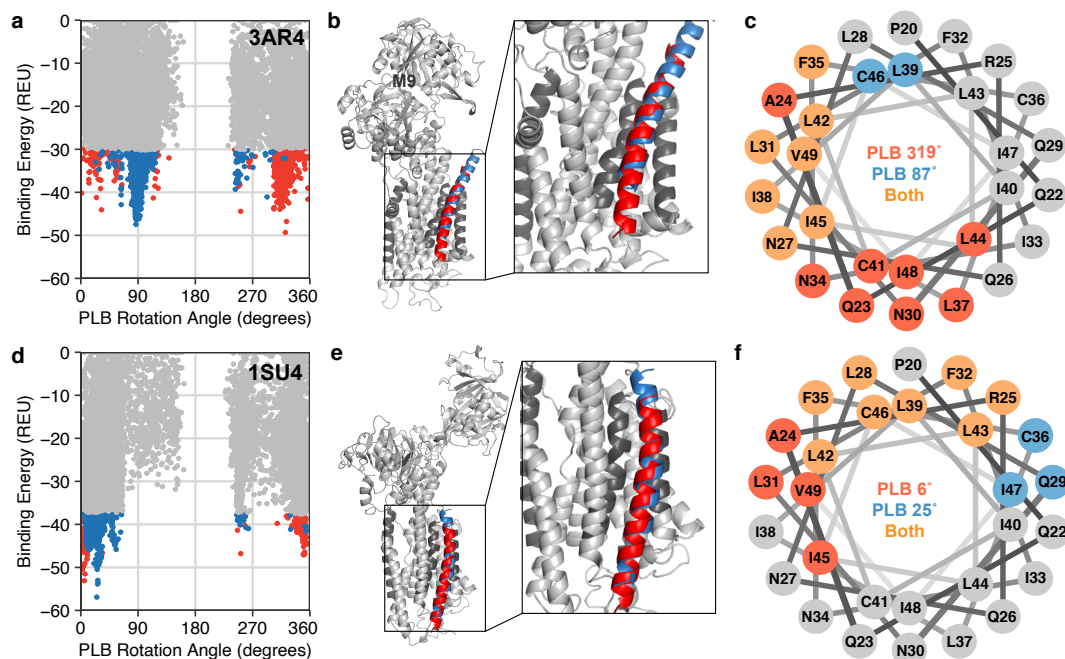 a
3AR4
Binding Energy (REU)
0
−10
−20
−30
−40
−50
−60
0 90 180 270 360
PLB Rotation Angle (degrees)
b
M9
c
P20
L28
F32
F35
C46
L39
R25
A24
L43
C36
L42
L31
V49
I47
Q29
PLB 319°
PLB 87°
Both
I38
I40
Q22
I45
N27
L44
I33
C41
I48
N34
Q26
Q23
N30
L37
d
1SU4
Binding Energy (REU)
0
−10
−20
−30
−40
−50
−60
0 90 180 270 360
PLB Rotation Angle (degrees)
e
f
P20
L28
F32
F35
C46
L39
R25
A24
L43
C36
L42
L31
V49
I47
Q29
PLB 6°
PLB 25°
Both
I38
I40
Q22
I45
N27
L44
I33
C41
I48
N34
Q26
Q23
N30
L37